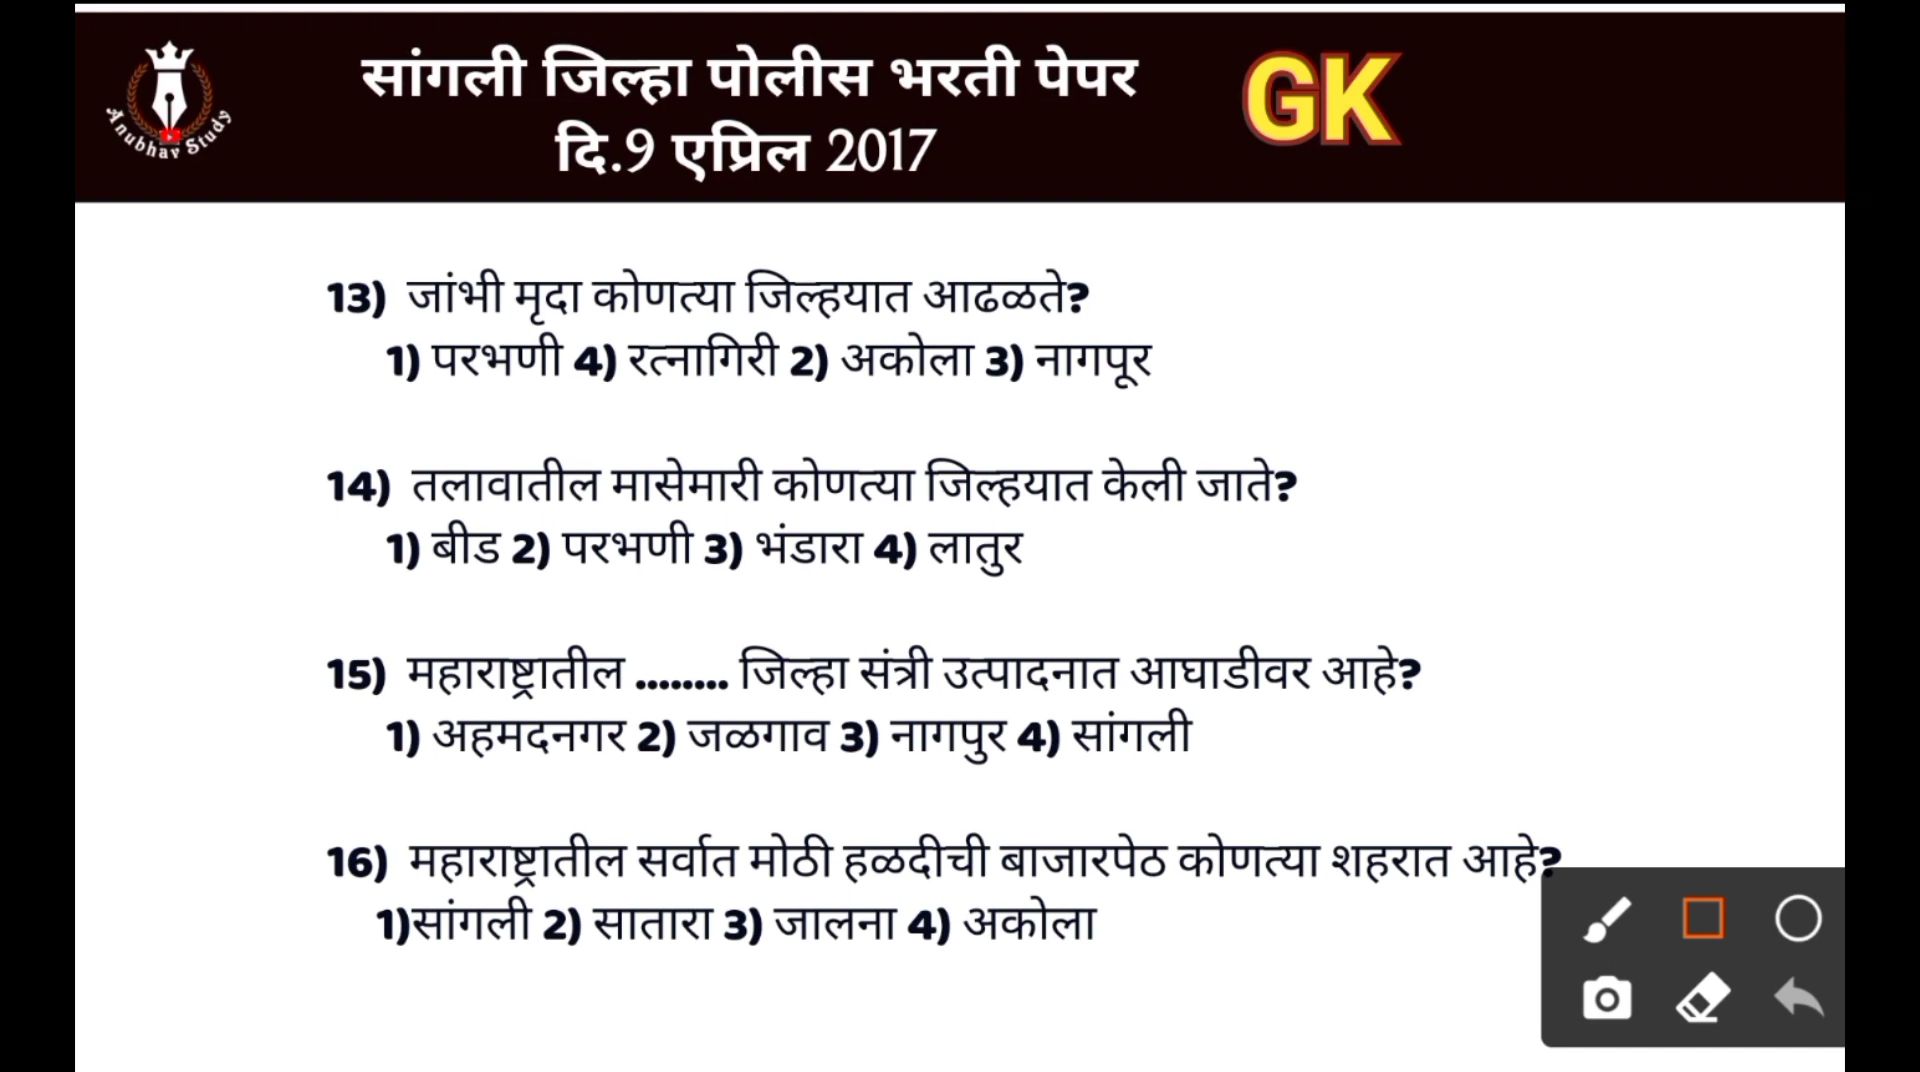 Anubhav Study
सांगली जिल्हा पोलीस भरती पेपर
दि.9 एप्रिल 2017
GK
13) जांभी मृदा कोणत्या जिल्हयात आढळते?
1) परभणी 4) रत्नागिरी 2) अकोला 3) नागपूर
14) तलावातील मासेमारी कोणत्या जिल्हयात केली जाते?
1) बीड 2) परभणी 3) भंडारा 4) लातुर
15) महाराष्ट्रातील ........ जिल्हा संत्री उत्पादनात आघाडीवर आहे?
1) अहमदनगर 2) जळगाव 3) नागपुर 4) सांगली
16) महाराष्ट्रातील सर्वात मोठी हळदीची बाजारपेठ कोणत्या शहरात आहे?
1)सांगली 2) सातारा 3) जालना 4) अकोला